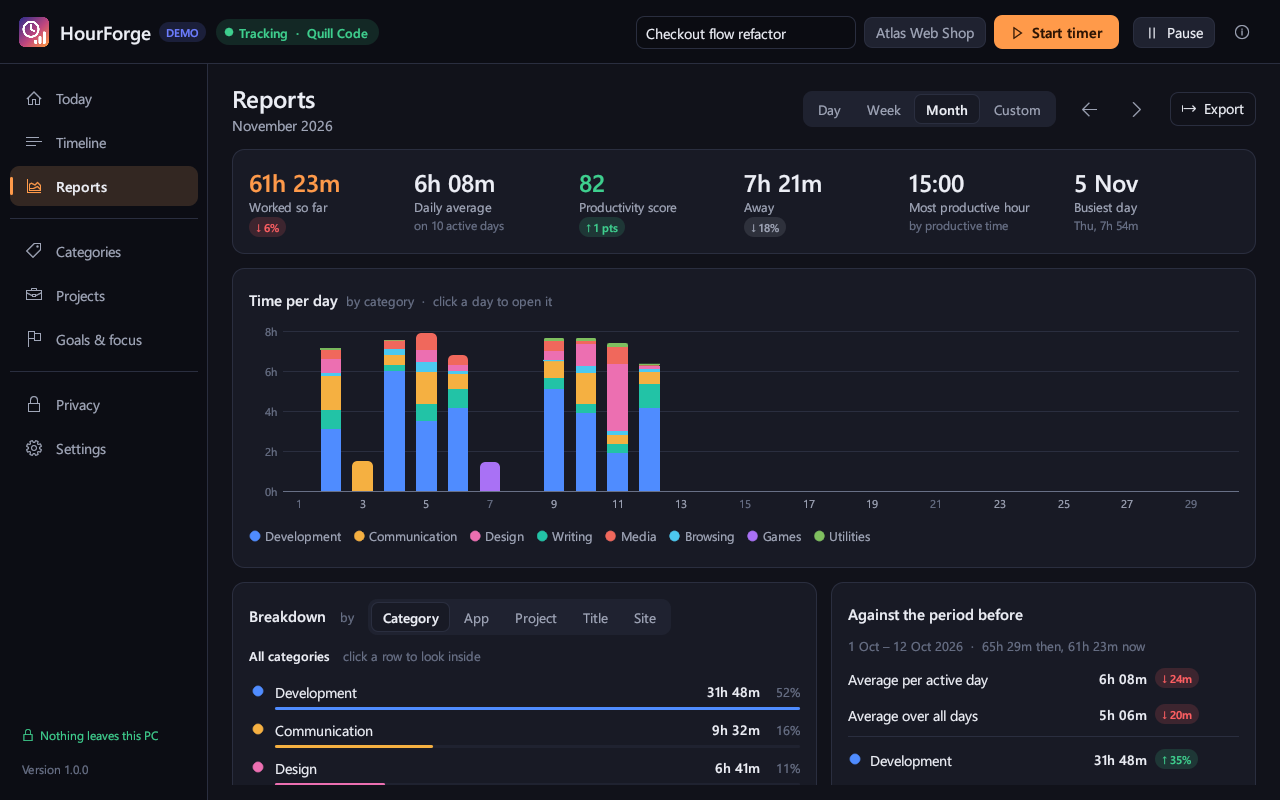 HourForge DEMO Tracking · Quill Code Checkout flow refactor Atlas Web Shop Start timer Pause
Today
Timeline
Reports
Categories
Projects
Goals & focus
Privacy
Settings
Nothing leaves this PC
Version 1.0.0
Reports
November 2026
Day Week Month Custom Export
61h 23m 6h 08m 82 7h 21m 15:00 5 Nov
Worked so far Daily average Productivity score Away Most productive hour Busiest day
↓ 6% on 10 active days ↑ 1 pts ↓ 18% by productive time Thu, 7h 54m
Time per day by category · click a day to open it
8h
6h
4h
2h
0h
1 3 5 7 9 11 13 15 17 19 21 23 25 27 29
Development Communication Design Writing Media Browsing Games Utilities
Breakdown by Category App Project Title Site
All categories click a row to look inside
Development 31h 48m 52%
Communication 9h 32m 16%
Design 6h 41m 11%
Against the period before
1 Oct – 12 Oct 2026 · 65h 29m then, 61h 23m now
Average per active day 6h 08m ↓ 24m
Average over all days 5h 06m ↓ 20m
Development 31h 48m ↑ 35%